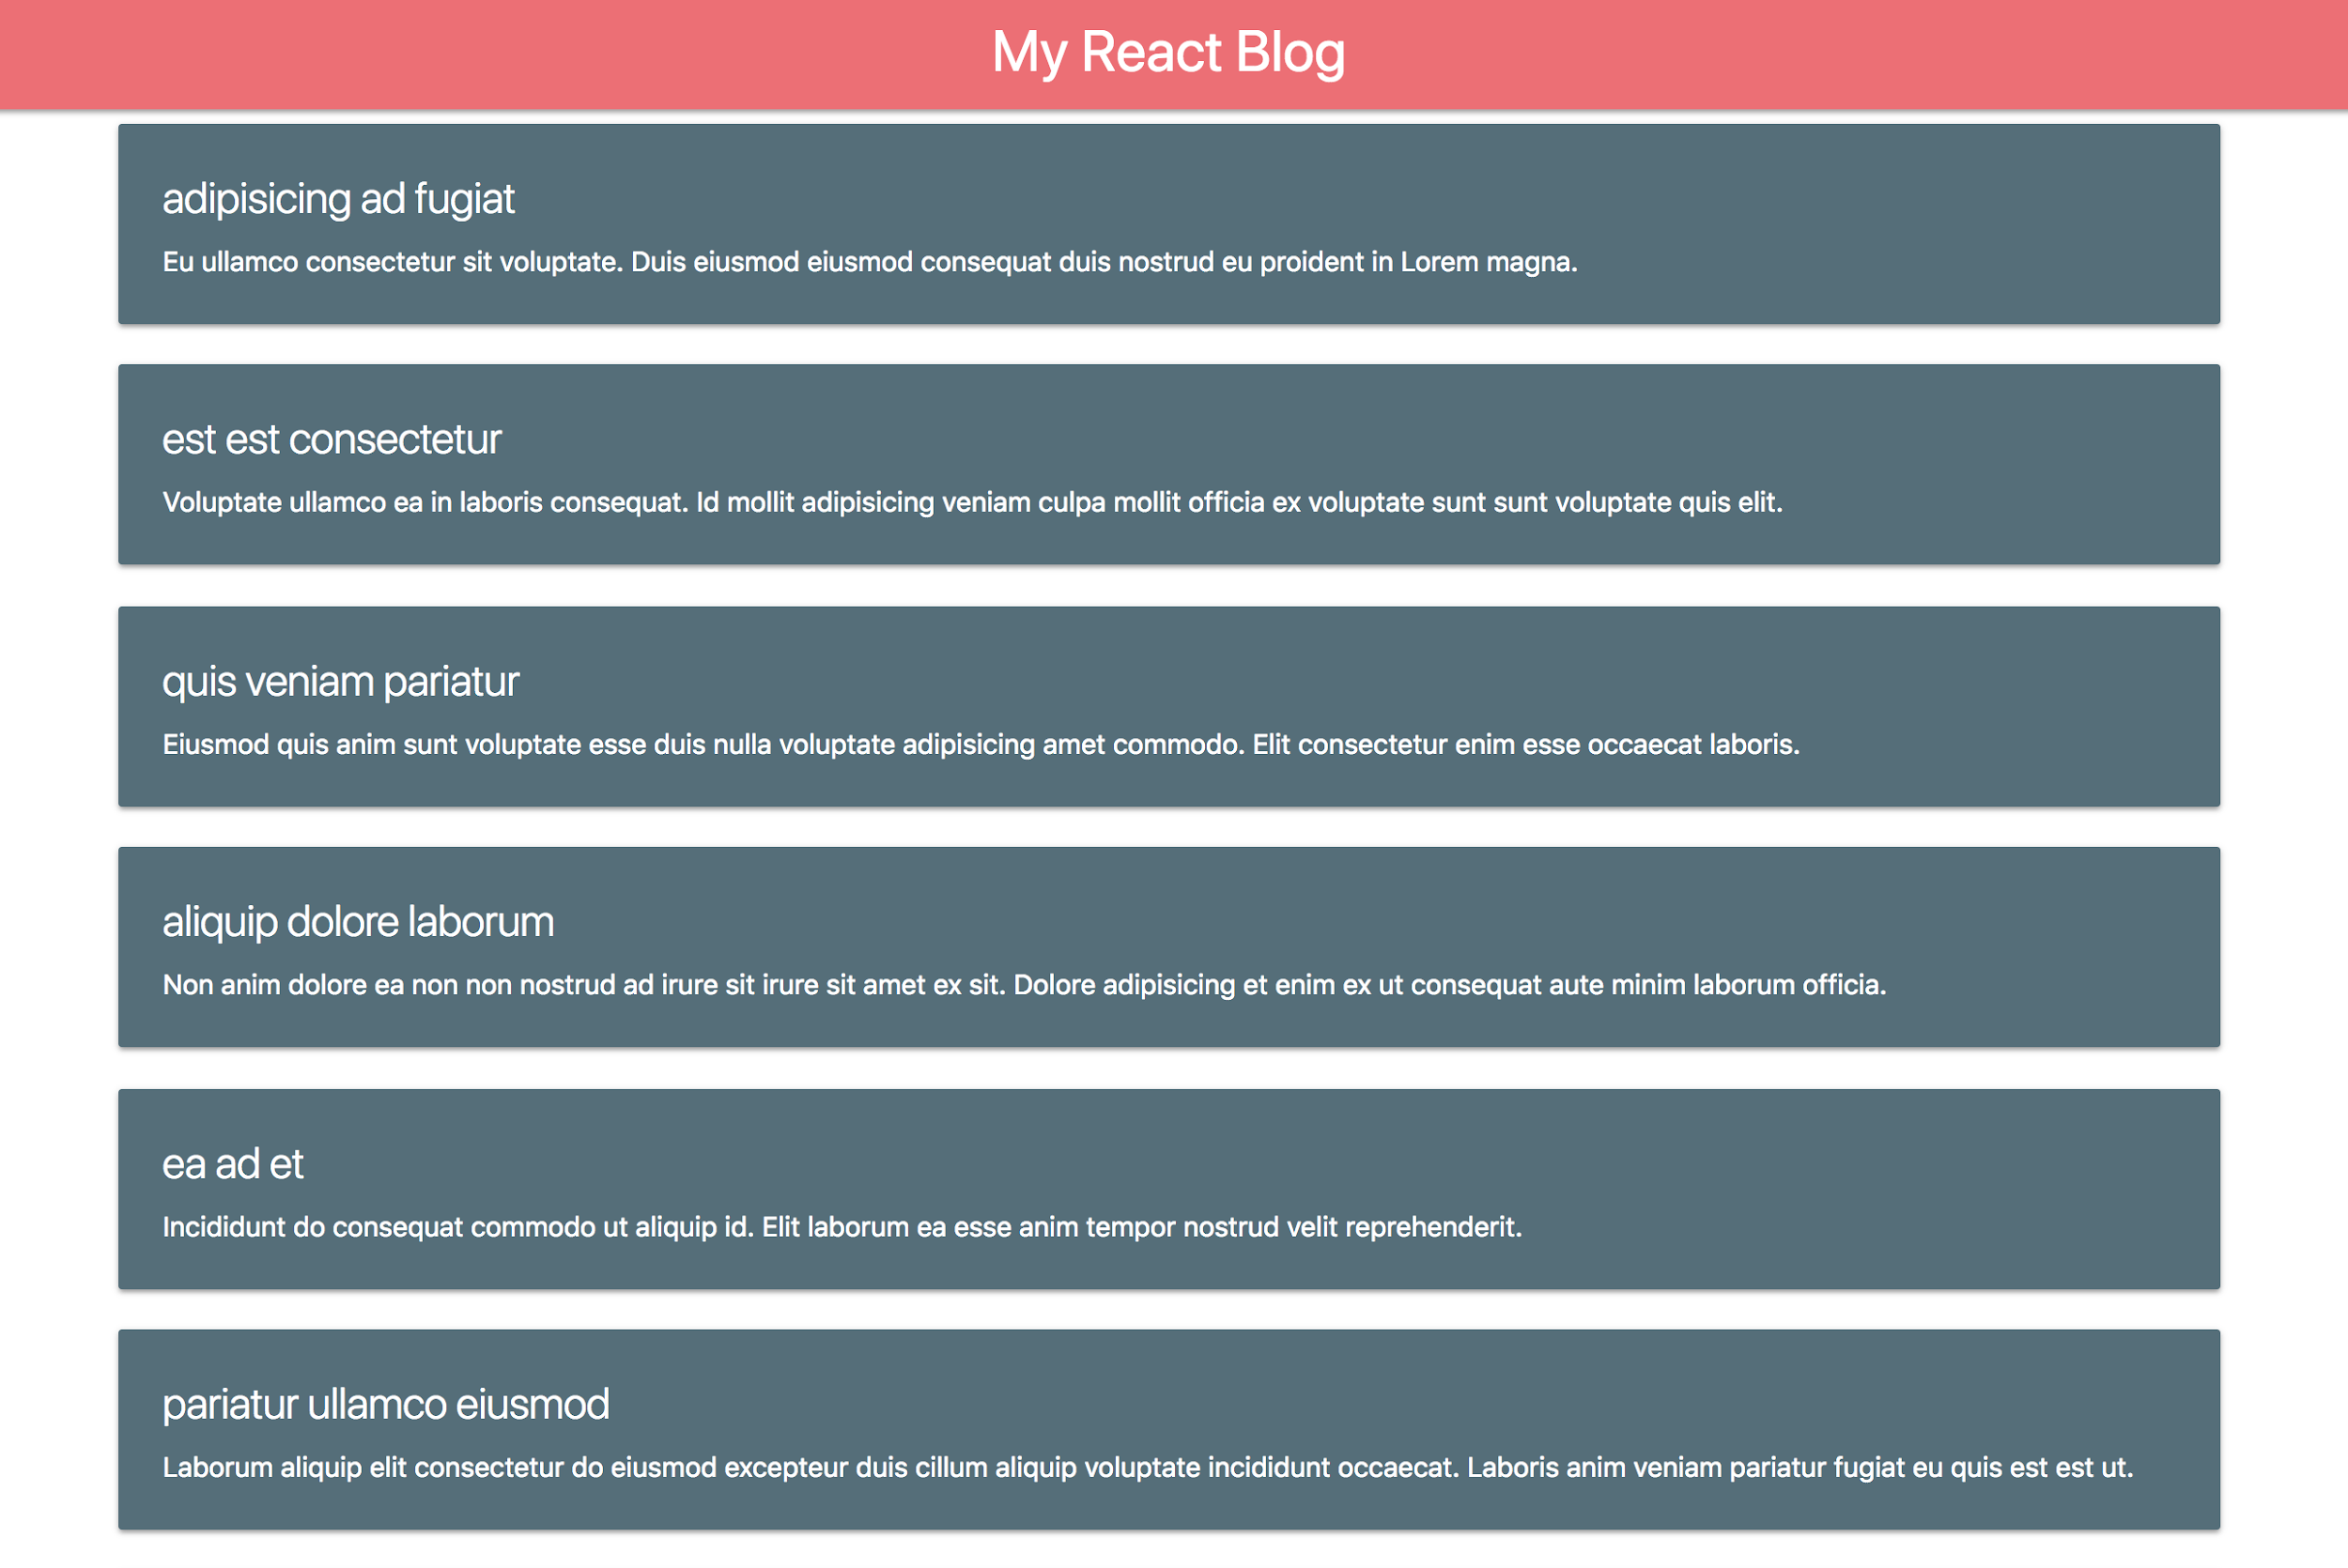 My React Blog
adipisicing ad fugiat
Eu ullamco consectetur sit voluptate. Duis eiusmod eiusmod consequat duis nostrud eu proident in Lorem magna.
est est consectetur
Voluptate ullamco ea in laboris consequat. Id mollit adipisicing veniam culpa mollit officia ex voluptate sunt sunt voluptate quis elit.
quis veniam pariatur
Eiusmod quis anim sunt voluptate esse duis nulla voluptate adipisicing amet commodo. Elit consectetur enim esse occaecat laboris.
aliquip dolore laborum
Non anim dolore ea non non nostrud ad irure sit irure sit amet ex sit. Dolore adipisicing et enim ex ut consequat aute minim laborum officia.
ea ad et
Incididunt do consequat commodo ut aliquip id. Elit laborum ea esse anim tempor nostrud velit reprehenderit.
pariatur ullamco eiusmod
Laborum aliquip elit consectetur do eiusmod excepteur duis cillum aliquip voluptate incididunt occaecat. Laboris anim veniam pariatur fugiat eu quis est est ut.